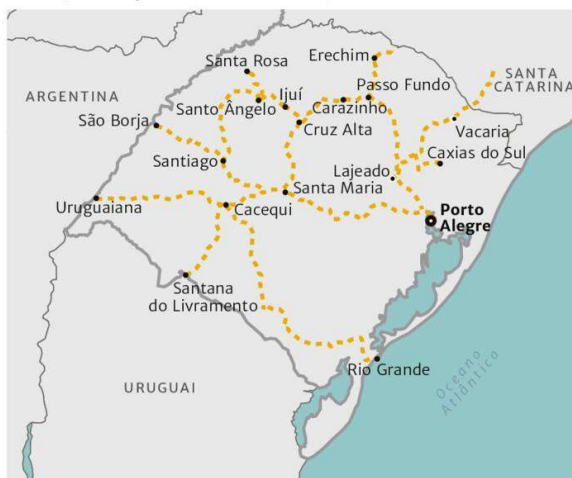 Santa Rosa
Erechim
ARGENTINA
Ijuí
Passo Fundo
SANTA
CATARINA
Santo Ângelo
Carazinho
São Borja
Cruz Alta
Vacaria
Santiago
Lajeado
Caxias do Sul
Santa Maria
Uruguaiana
Cacequi
Porto
Alegre
Santana
do Livramento
Rio Grande
URUGUAI
Oceano
Atlântico